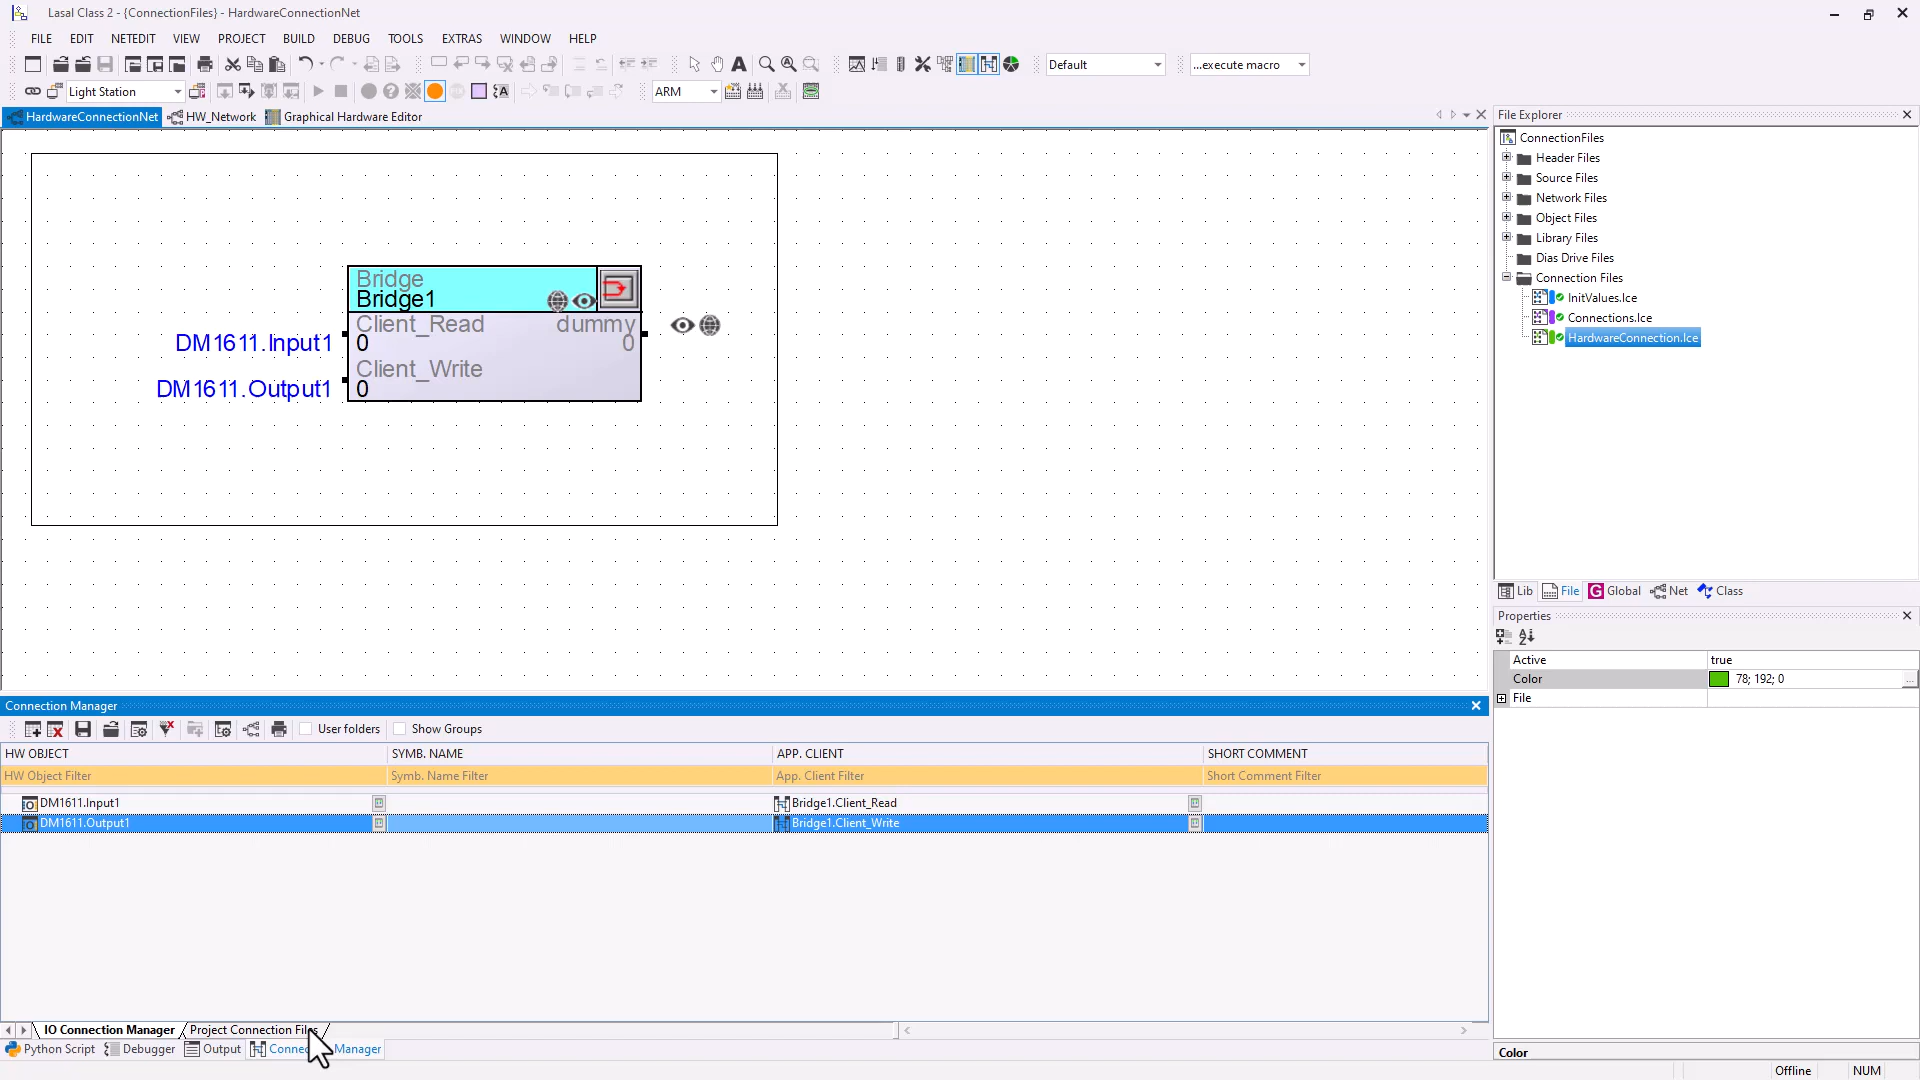 Lasal Class 2 - {ConnectionFiles} - HardwareConnectionNet
FILE EDIT NETEDIT VIEW PROJECT BUILD DEBUG TOOLS EXTRAS WINDOW HELP
Default ...execute macro
Light Station ARM
HardwareConnectionNet HW_Network Graphical Hardware Editor
Bridge
Bridge1
Client_Read dummy
DM1611.Input1 0 0
Client_Write
DM1611.Output1 0
File Explorer
ConnectionFiles
Header Files
Source Files
Network Files
Object Files
Library Files
Dias Drive Files
Connection Files
InitValues.lce
Connections.lce
HardwareConnection.lce
Lib File Global Net Class
Properties
Active true
Color 78; 192; 0 ...
File
Color
Connection Manager
User folders Show Groups
HW OBJECT SYMB. NAME APP. CLIENT SHORT COMMENT
HW Object Filter Symb. Name Filter App. Client Filter Short Comment Filter
DM1611.Input1 Bridge1.Client_Read
DM1611.Output1 Bridge1.Client_Write
IO Connection Manager Project Connection Files
Python Script Debugger Output Manager
Offline NUM